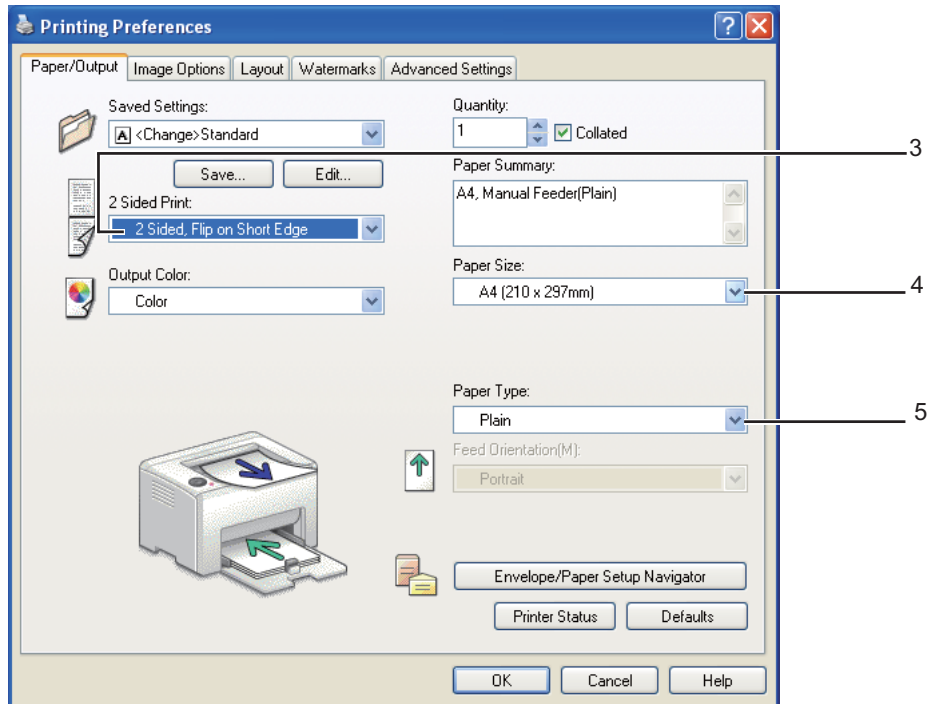 Printing Preferences
Paper/Output Image Options Layout Watermarks Advanced Settings
Saved Settings:
A <Change>Standard
Save... Edit...
2 Sided Print:
2 Sided, Flip on Short Edge
Output Color:
Color
Quantity:
1
Collated
Paper Summary:
A4, Manual Feeder(Plain)
Paper Size:
A4 (210 x 297mm)
Paper Type:
Plain
Feed Orientation(M):
Portrait
Envelope/Paper Setup Navigator
Printer Status Defaults
OK Cancel Help
3
4
5